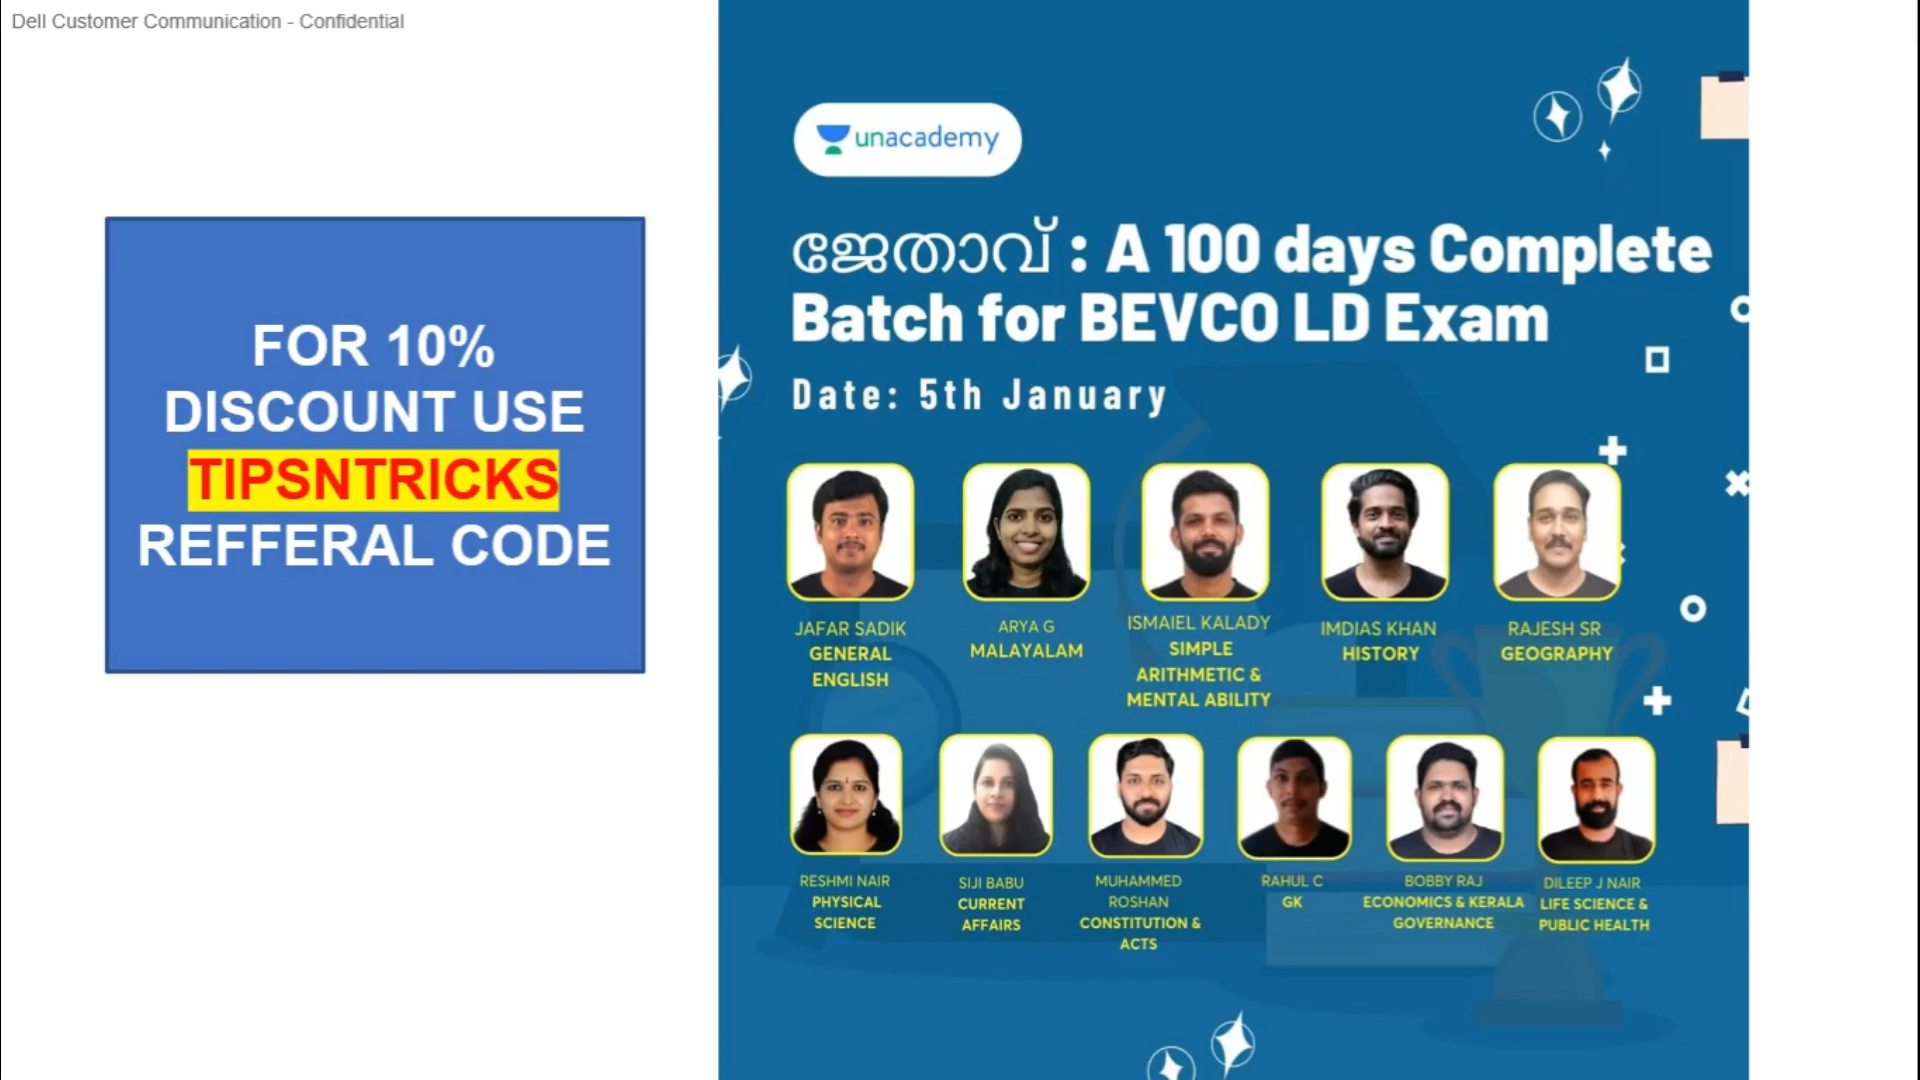 Dell Customer Communication - Confidential
FOR 10%
DISCOUNT USE
TIPSNTRICKS
REFFERAL CODE
unacademy
ജേതാവ് : A 100 days Complete
Batch for BEVCO LD Exam
Date: 5th January
JAFAR SADIK
GENERAL
ENGLISH
ARYA G
MALAYALAM
ISMAIEL KALADY
SIMPLE
ARITHMETIC &
MENTAL ABILITY
IMDIAS KHAN
HISTORY
RAJESH SR
GEOGRAPHY
RESHMI NAIR
PHYSICAL
SCIENCE
SIJI BABU
CURRENT
AFFAIRS
MUHAMMED
ROSHAN
CONSTITUTION &
ACTS
RAHUL C
GK
BOBBY RAJ
ECONOMICS & KERALA
GOVERNANCE
DILEEP J NAIR
LIFE SCIENCE &
PUBLIC HEALTH